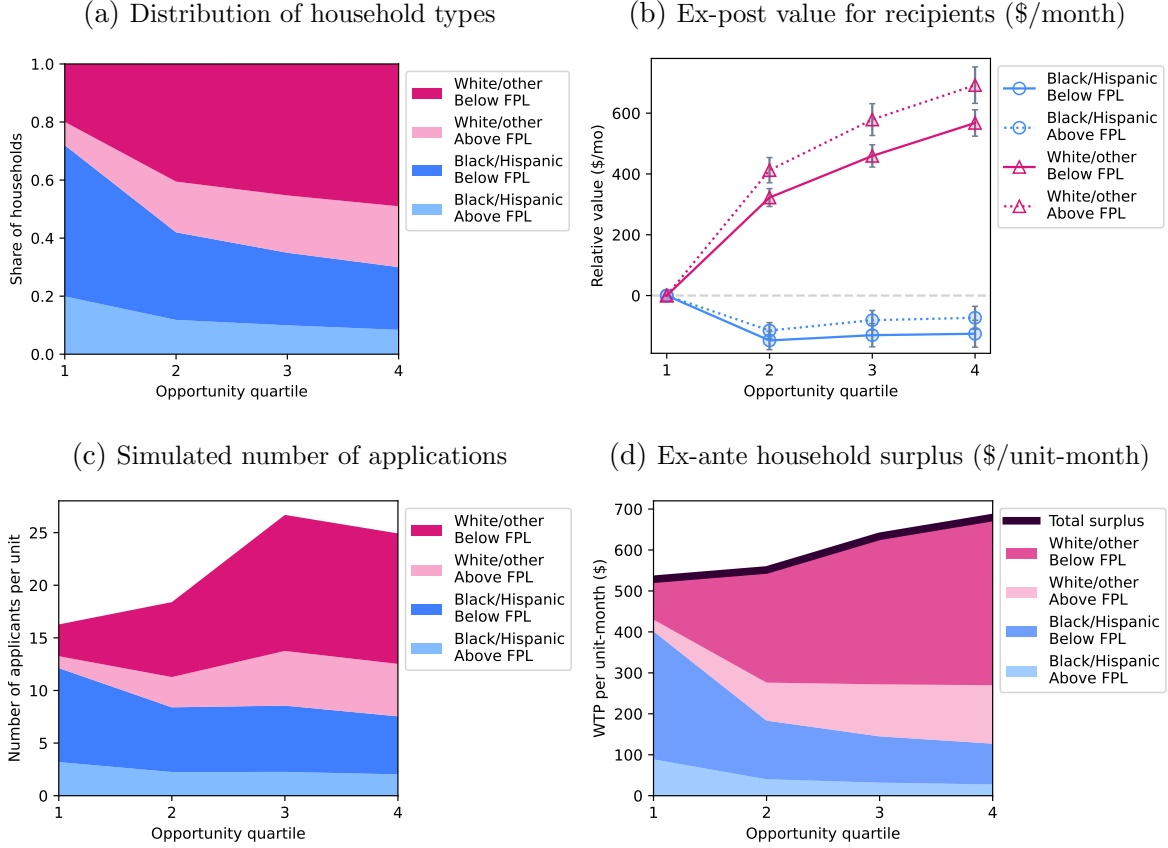 (a) Distribution of household types
1.0
0.8
0.6
0.4
0.2
0.0
Share of households
1 2 3 4
Opportunity quartile
White/other
Below FPL
White/other
Above FPL
Black/Hispanic
Below FPL
Black/Hispanic
Above FPL
(b) Ex-post value for recipients ($/month)
600
400
200
0
Relative value ($/mo)
1 2 3 4
Opportunity quartile
Black/Hispanic
Below FPL
Black/Hispanic
Above FPL
White/other
Below FPL
White/other
Above FPL
(c) Simulated number of applications
25
20
15
10
5
0
Number of applicants per unit
1 2 3 4
Opportunity quartile
White/other
Below FPL
White/other
Above FPL
Black/Hispanic
Below FPL
Black/Hispanic
Above FPL
(d) Ex-ante household surplus ($/unit-month)
700
600
500
400
300
200
100
0
WTP per unit-month ($)
1 2 3 4
Opportunity quartile
Total surplus
White/other
Below FPL
White/other
Above FPL
Black/Hispanic
Below FPL
Black/Hispanic
Above FPL